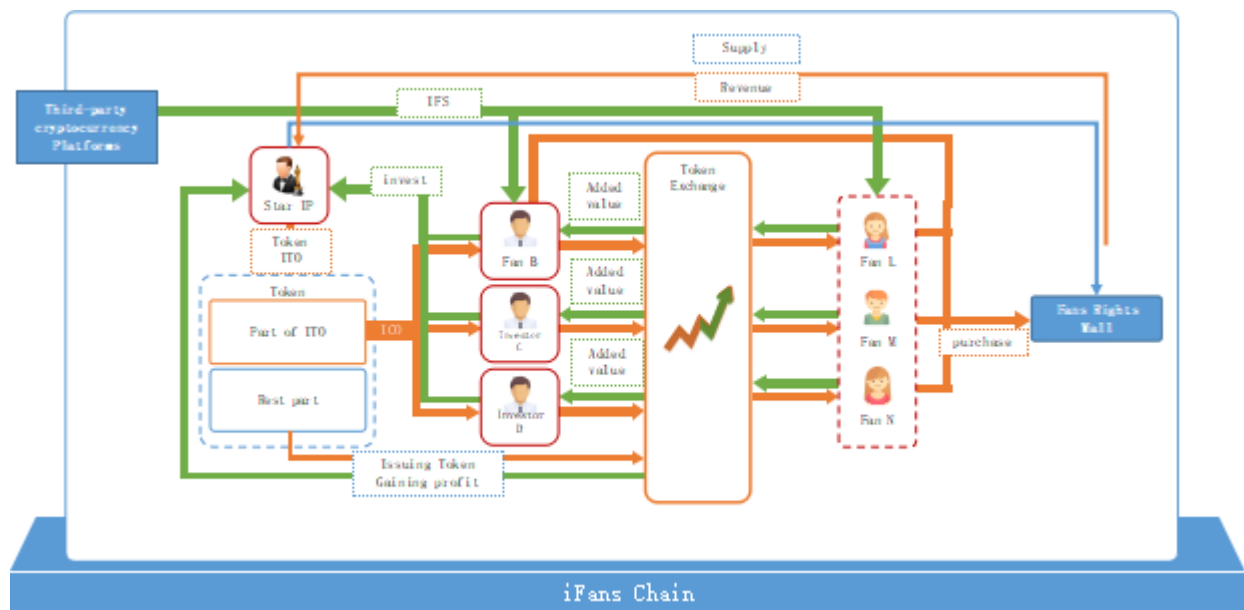 Supply
Revenue
IFS
Third-party
cryptocurrency
Platforms
invest
Star IP
Token
ITO
Token
Part of ITO
Rest part
ICO
Fan B
Investor
C
Investor
D
Added
value
Added
value
Added
value
Token
Exchange
Fan L
Fan M
Fan N
purchase
Fans Rights
Mall
Issuing Token
Gaining profit
iFans Chain